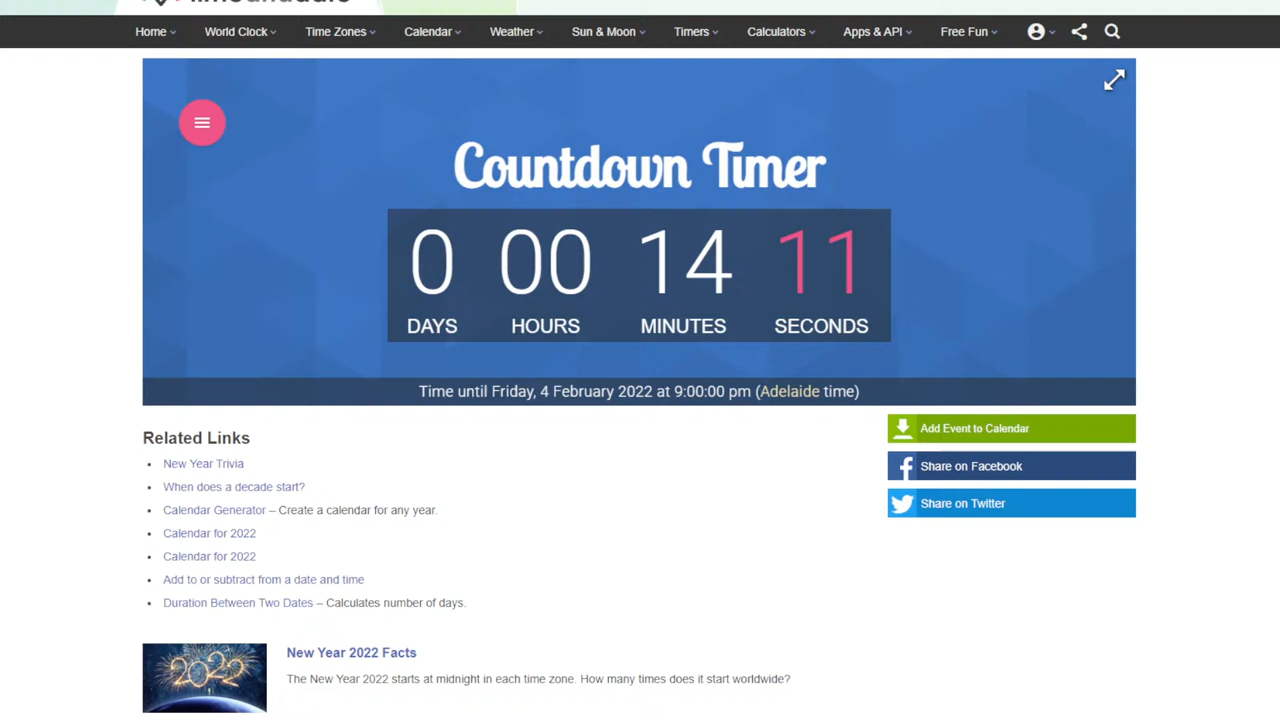 Home World Clock Time Zones Calendar Weather Sun & Moon Timers Calculators Apps & API Free Fun
Countdown Timer
0 00 14 11
DAYS HOURS MINUTES SECONDS
Time until Friday, 4 February 2022 at 9:00:00 pm (Adelaide time)
Add Event to Calendar
Share on Facebook
Share on Twitter
Related Links
• New Year Trivia
• When does a decade start?
• Calendar Generator – Create a calendar for any year.
• Calendar for 2022
• Calendar for 2022
• Add to or subtract from a date and time
• Duration Between Two Dates – Calculates number of days.
2022
New Year 2022 Facts
The New Year 2022 starts at midnight in each time zone. How many times does it start worldwide?